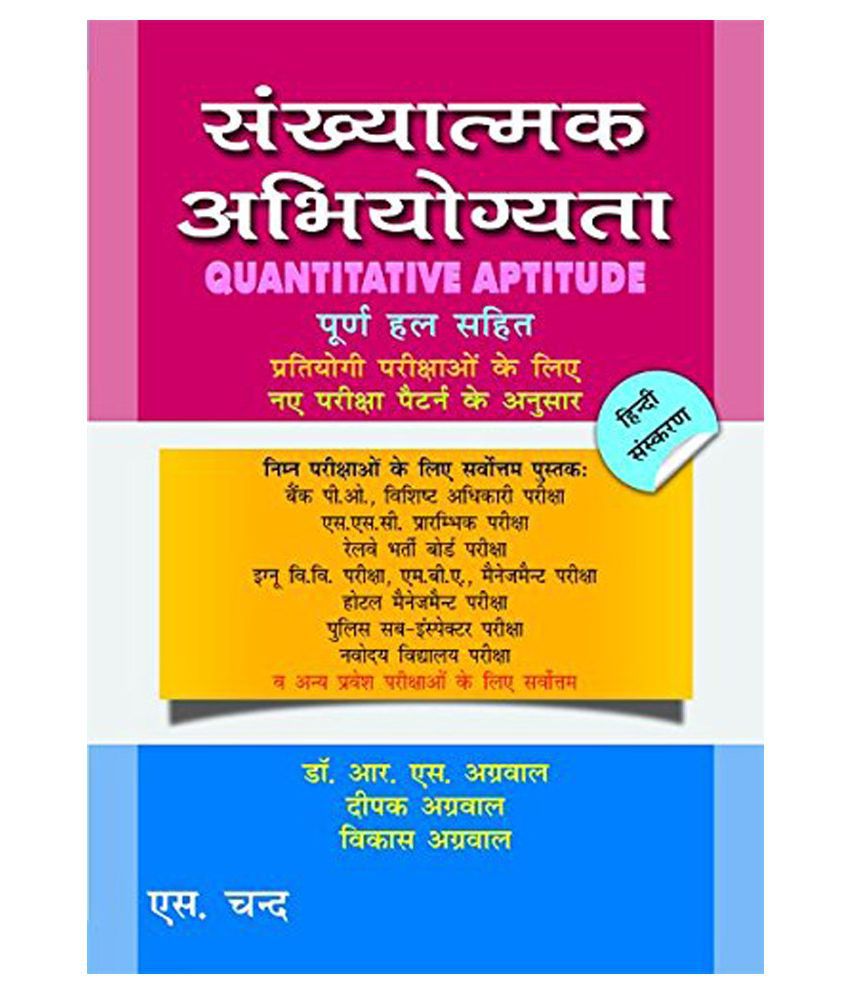 संख्यात्मक
अभियोग्यता
QUANTITATIVE APTITUDE
पूर्ण हल सहित
प्रतियोगी परीक्षाओं के लिए
नए परीक्षा पैटर्न के अनुसार
हिन्दी
संस्करण
निम्न परीक्षाओं के लिए सर्वोत्तम पुस्तक:
बैंक पी.ओ., विशिष्ट अधिकारी परीक्षा
एस.एस.सी. प्रारम्भिक परीक्षा
रेलवे भर्ती बोर्ड परीक्षा
इग्नू वि.वि. परीक्षा, एम.बी.ए., मैनेजमैन्ट परीक्षा
होटल मैनेजमैन्ट परीक्षा
पुलिस सब-इंस्पेक्टर परीक्षा
नवोदय विद्यालय परीक्षा
व अन्य प्रवेश परीक्षाओं के लिए सर्वोत्तम
डॉ. आर. एस. अग्रवाल
दीपक अग्रवाल
विकास अग्रवाल
एस. चन्द